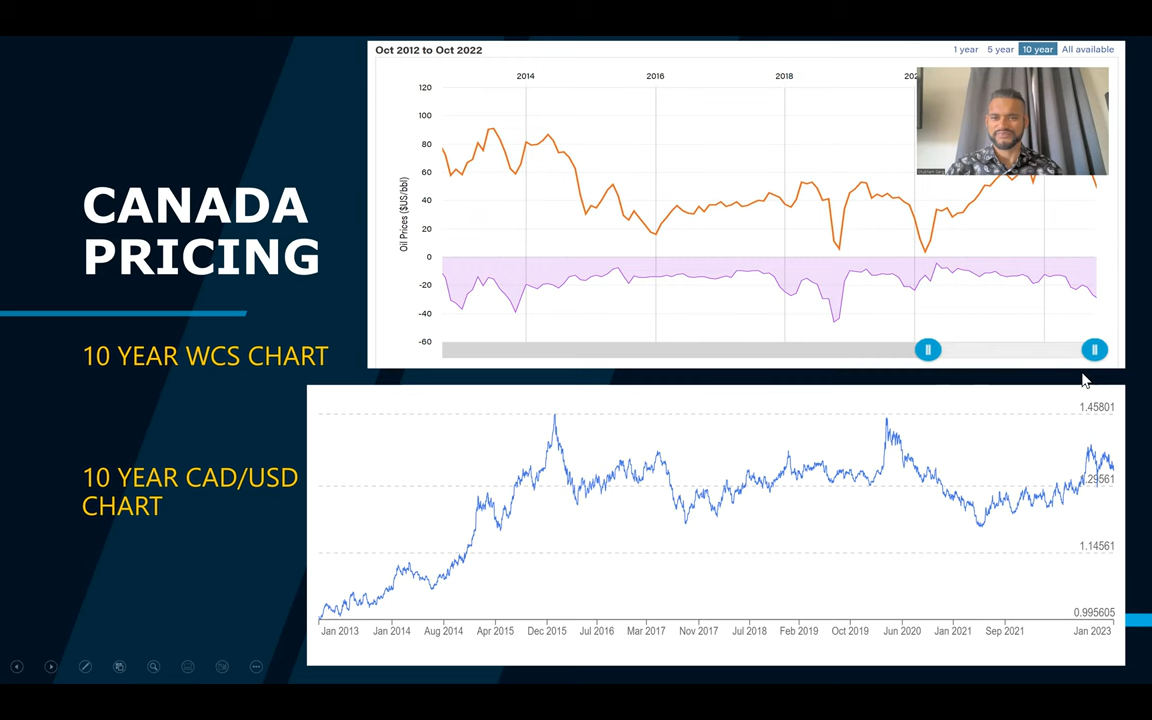 CANADA
PRICING
10 YEAR WCS CHART
10 YEAR CAD/USD
CHART
Oct 2012 to Oct 2022
1 year 5 year 10 year All available
2014 2016 2018
Oil Prices ($US/bbl)
120
100
80
60
40
20
0
-20
-40
-60
1.45801
1.29561
1.14561
0.995605
Jan 2013 Jan 2014 Aug 2014 Apr 2015 Dec 2015 Jul 2016 Mar 2017 Nov 2017 Jul 2018 Feb 2019 Oct 2019 Jun 2020 Jan 2021 Sep 2021 Jan 2023